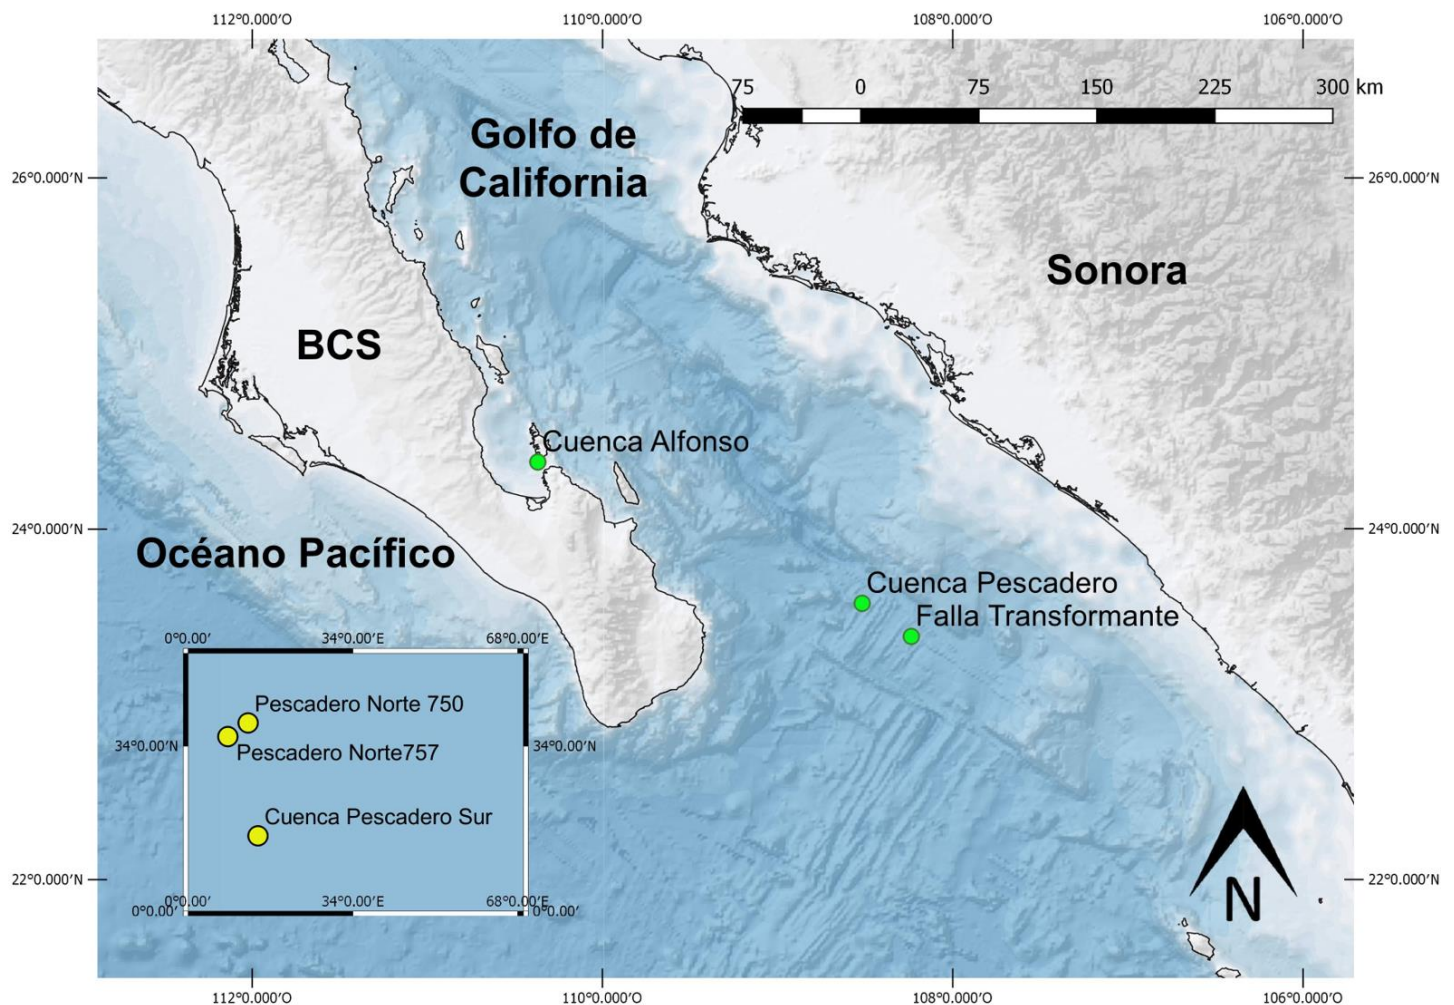 112°0.000′O 110°0.000′O 108°0.000′O 106°0.000′O
75 0 75 150 225 300 km
Golfo de
California
26°0.000′N 26°0.000′N
Sonora
BCS
Cuenca Alfonso
24°0.000′N 24°0.000′N
Océano Pacífico
Cuenca Pescadero
Falla Transformante
0°0.00′ 34°0.00′E 68°0.00′E
Pescadero Norte 750
34°0.00′N 34°0.00′N
Pescadero Norte757
Cuenca Pescadero Sur
22°0.000′N 22°0.000′N
N
0°0.00′ 34°0.00′E 68°0.00′E
0°0.00′ 0°0.00′
112°0.000′O 110°0.000′O 108°0.000′O 106°0.000′O